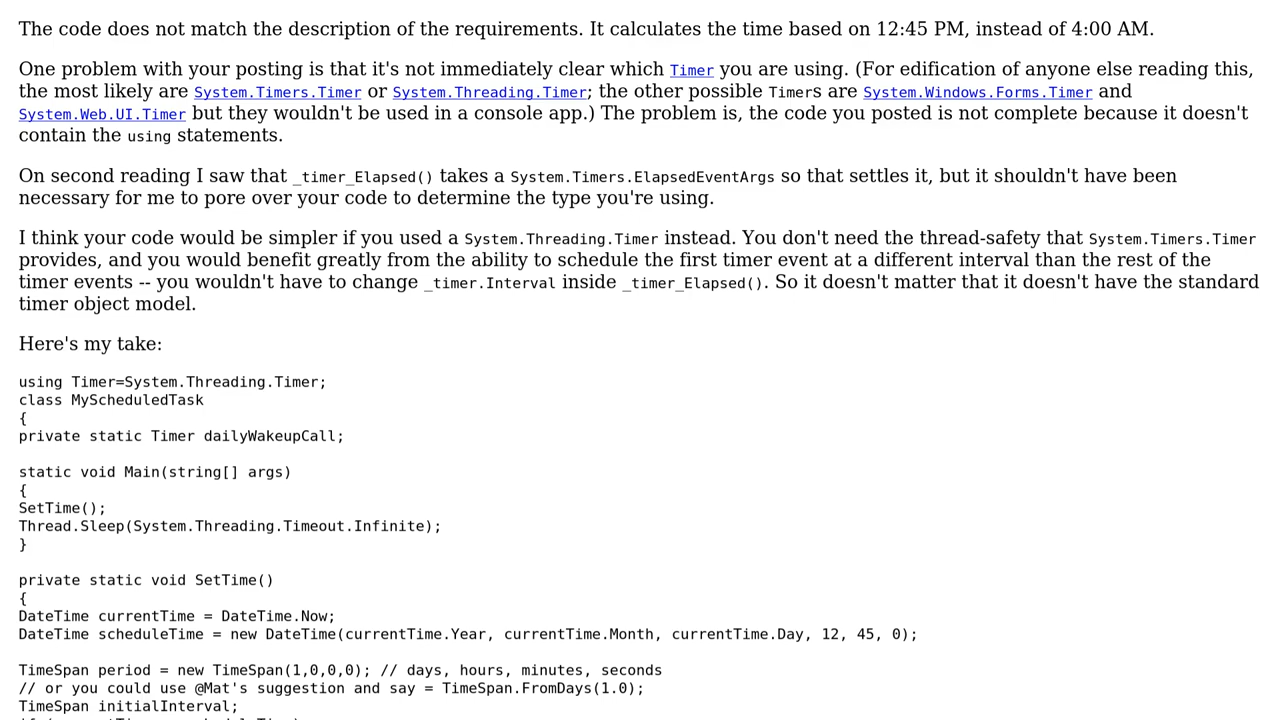 The code does not match the description of the requirements. It calculates the time based on 12:45 PM, instead of 4:00 AM.
One problem with your posting is that it's not immediately clear which Timer you are using. (For edification of anyone else reading this,
the most likely are System.Timers.Timer or System.Threading.Timer; the other possible Timers are System.Windows.Forms.Timer and
System.Web.UI.Timer but they wouldn't be used in a console app.) The problem is, the code you posted is not complete because it doesn't
contain the using statements.
On second reading I saw that _timer_Elapsed() takes a System.Timers.ElapsedEventArgs so that settles it, but it shouldn't have been
necessary for me to pore over your code to determine the type you're using.
I think your code would be simpler if you used a System.Threading.Timer instead. You don't need the thread-safety that System.Timers.Timer
provides, and you would benefit greatly from the ability to schedule the first timer event at a different interval than the rest of the
timer events -- you wouldn't have to change _timer.Interval inside _timer_Elapsed(). So it doesn't matter that it doesn't have the standard
timer object model.
Here's my take:
using Timer=System.Threading.Timer;
class MyScheduledTask
{
private static Timer dailyWakeupCall;
static void Main(string[] args)
{
SetTime();
Thread.Sleep(System.Threading.Timeout.Infinite);
}
private static void SetTime()
{
DateTime currentTime = DateTime.Now;
DateTime scheduleTime = new DateTime(currentTime.Year, currentTime.Month, currentTime.Day, 12, 45, 0);
TimeSpan period = new TimeSpan(1,0,0,0); // days, hours, minutes, seconds
// or you could use @Mat's suggestion and say = TimeSpan.FromDays(1.0);
TimeSpan initialInterval;